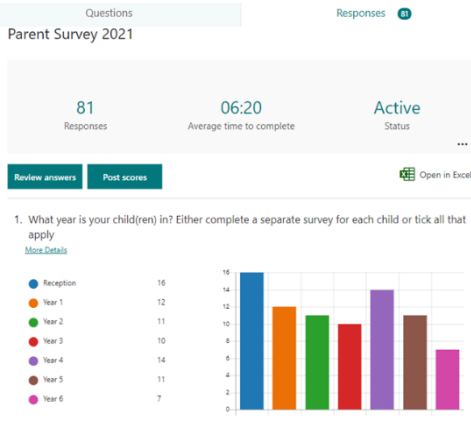 Questions
Responses 81
Parent Survey 2021
81
Responses
06:20
Average time to complete
Active
Status
...
Review answers
Post scores
Open in Excel
1. What year is your child(ren) in? Either complete a separate survey for each child or tick all that
apply
More Details
Reception 16
Year 1 12
Year 2 11
Year 3 10
Year 4 14
Year 5 11
Year 6 7
16
14
12
10
8
6
4
2
0